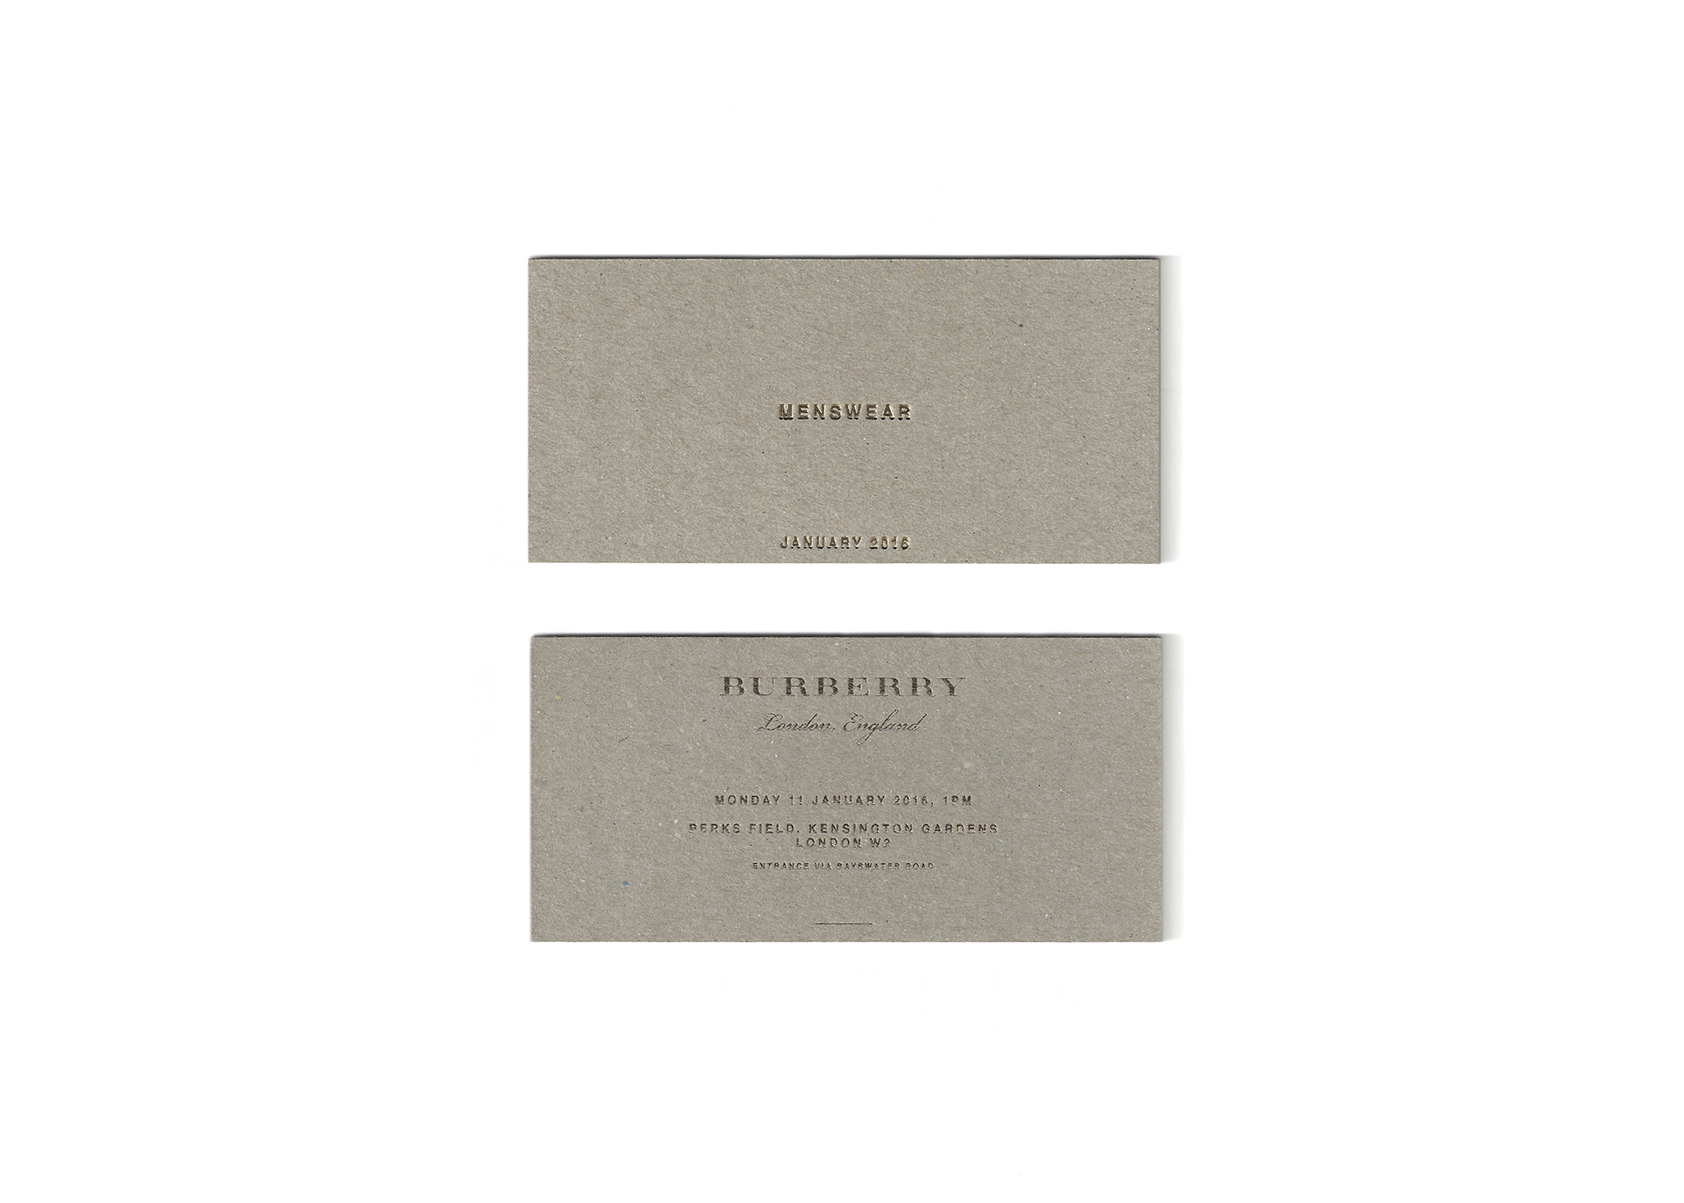 MENSWEAR
JANUARY 2016
BURBERRY
London, England
MONDAY 11 JANUARY 2016, 1PM
PERKS FIELD, KENSINGTON GARDENS
LONDON W2
ENTRANCE VIA BAYSWATER ROAD